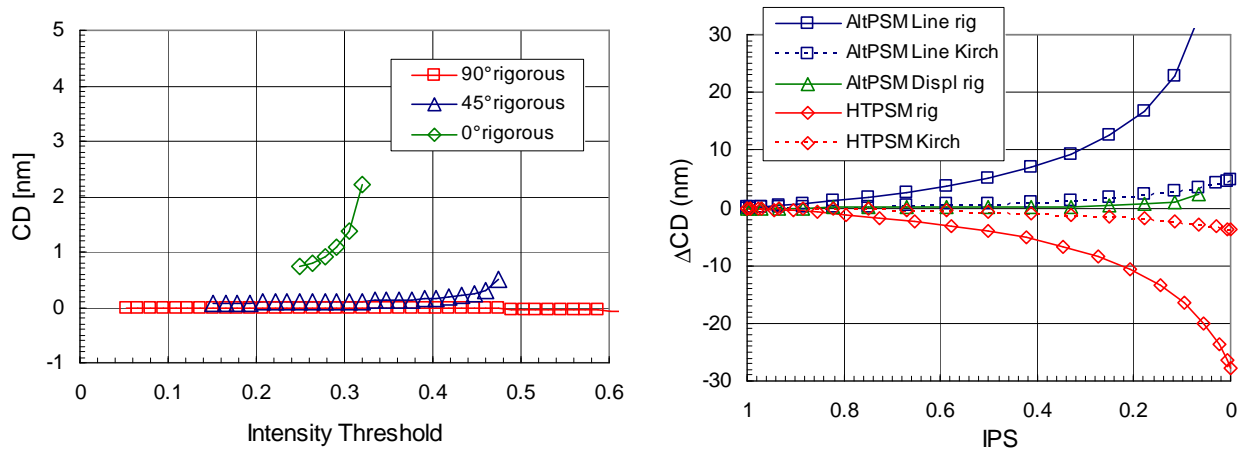 5
4
3
2
1
0
-1
CD [nm]
90°rigorous
45°rigorous
0°rigorous
0 0.1 0.2 0.3 0.4 0.5 0.6
Intensity Threshold
AltPSM Line rig
AltPSM Line Kirch
AltPSM Displ rig
HTPSM rig
HTPSM Kirch
30
20
10
0
-10
-20
-30
ΔCD (nm)
1 0.8 0.6 0.4 0.2 0
IPS